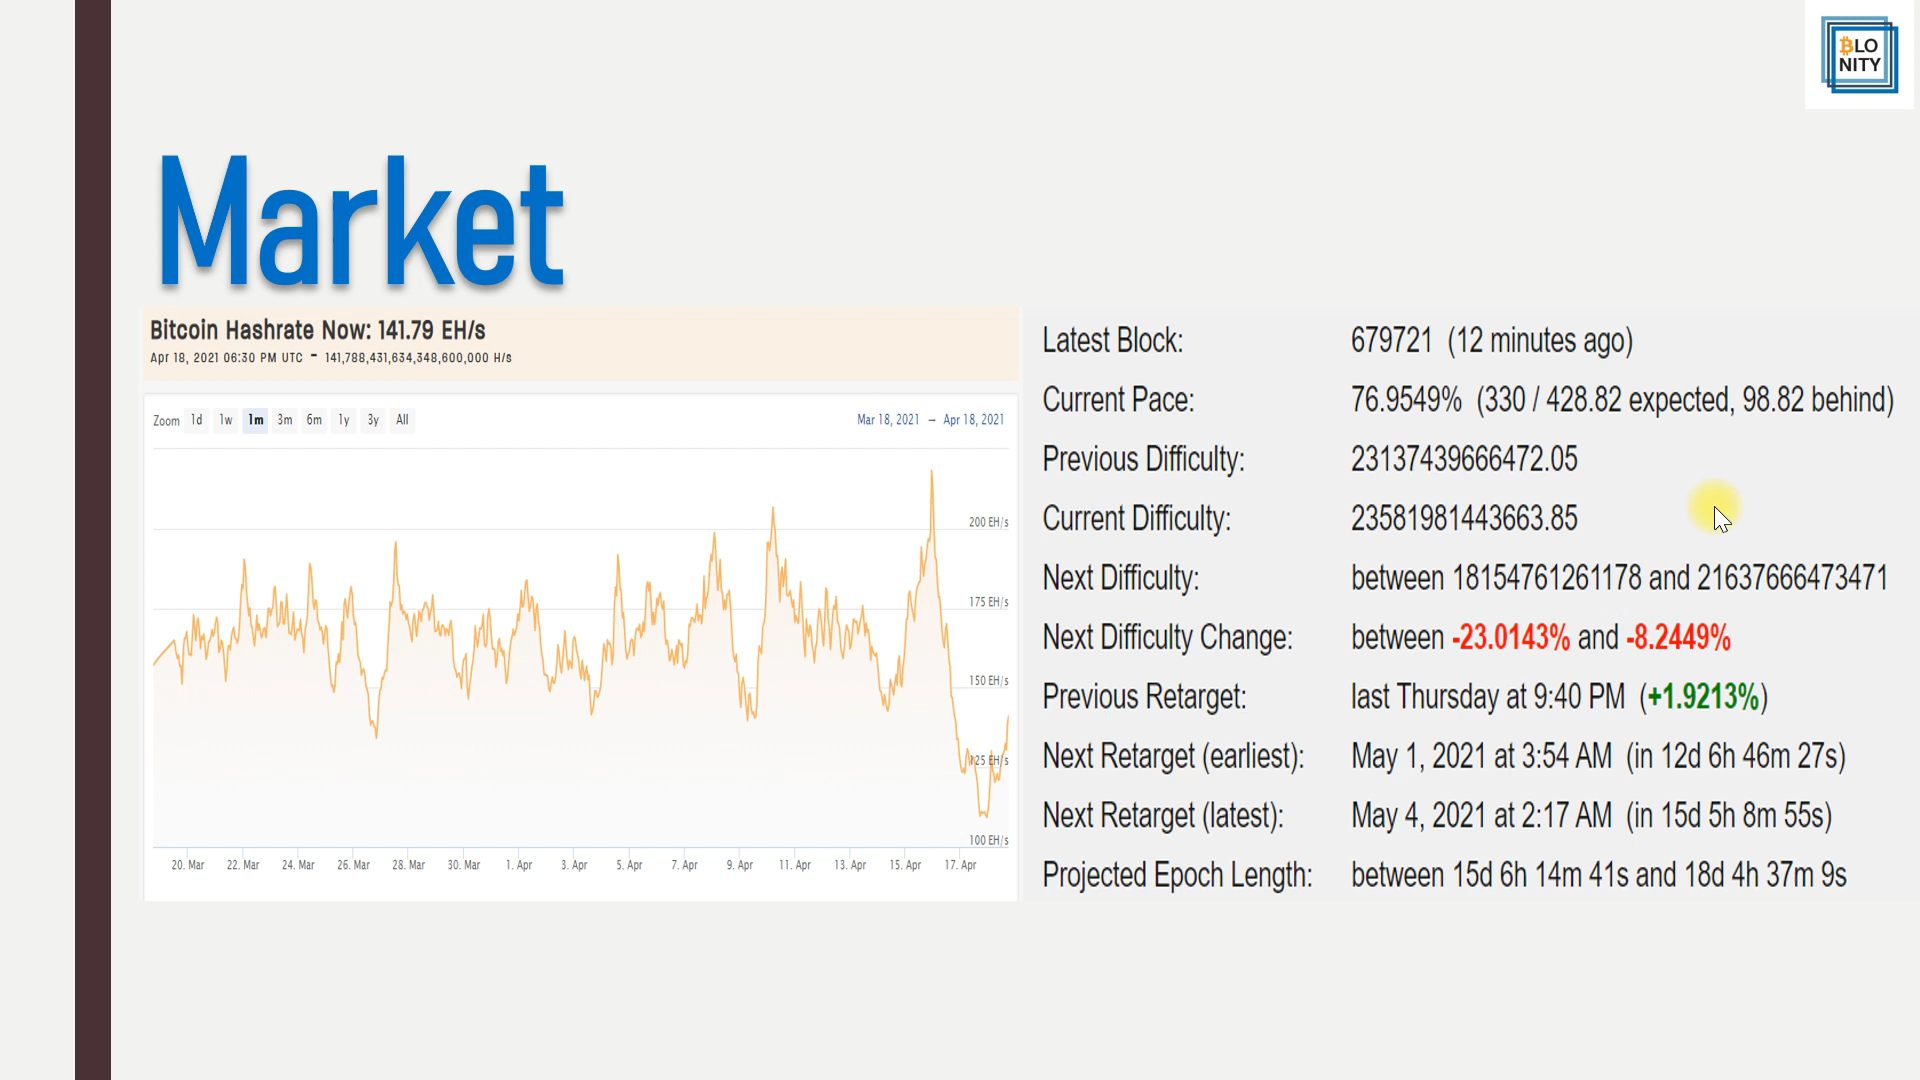 ₿LO
NITY
Market
Bitcoin Hashrate Now: 141.79 EH/s
Apr 18, 2021 06:30 PM UTC - 141,788,431,634,348,600,000 H/s
Zoom 1d 1w 1m 3m 6m 1y 3y All Mar 18, 2021 → Apr 18, 2021
200 EH/s
175 EH/s
150 EH/s
125 EH/s
100 EH/s
20. Mar 22. Mar 24. Mar 26. Mar 28. Mar 30. Mar 1. Apr 3. Apr 5. Apr 7. Apr 9. Apr 11. Apr 13. Apr 15. Apr 17. Apr
Latest Block: 679721 (12 minutes ago)
Current Pace: 76.9549% (330 / 428.82 expected, 98.82 behind)
Previous Difficulty: 23137439666472.05
Current Difficulty: 23581981443663.85
Next Difficulty: between 18154761261178 and 21637666473471
Next Difficulty Change: between -23.0143% and -8.2449%
Previous Retarget: last Thursday at 9:40 PM (+1.9213%)
Next Retarget (earliest): May 1, 2021 at 3:54 AM (in 12d 6h 46m 27s)
Next Retarget (latest): May 4, 2021 at 2:17 AM (in 15d 5h 8m 55s)
Projected Epoch Length: between 15d 6h 14m 41s and 18d 4h 37m 9s